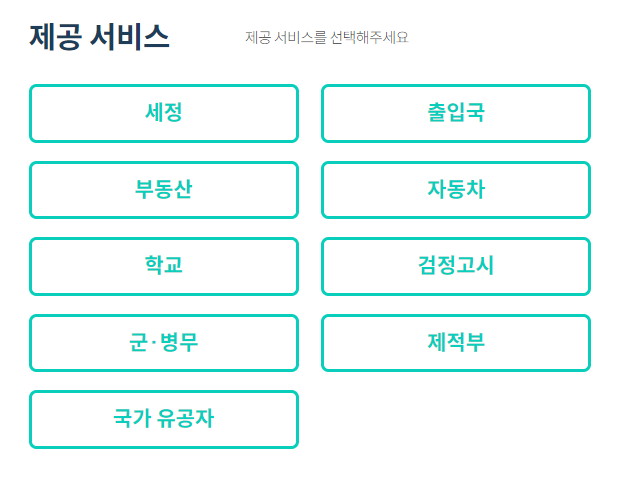 제공 서비스
제공 서비스를 선택해주세요
세정
출입국
부동산
자동차
학교
검정고시
군·병무
제적부
국가 유공자